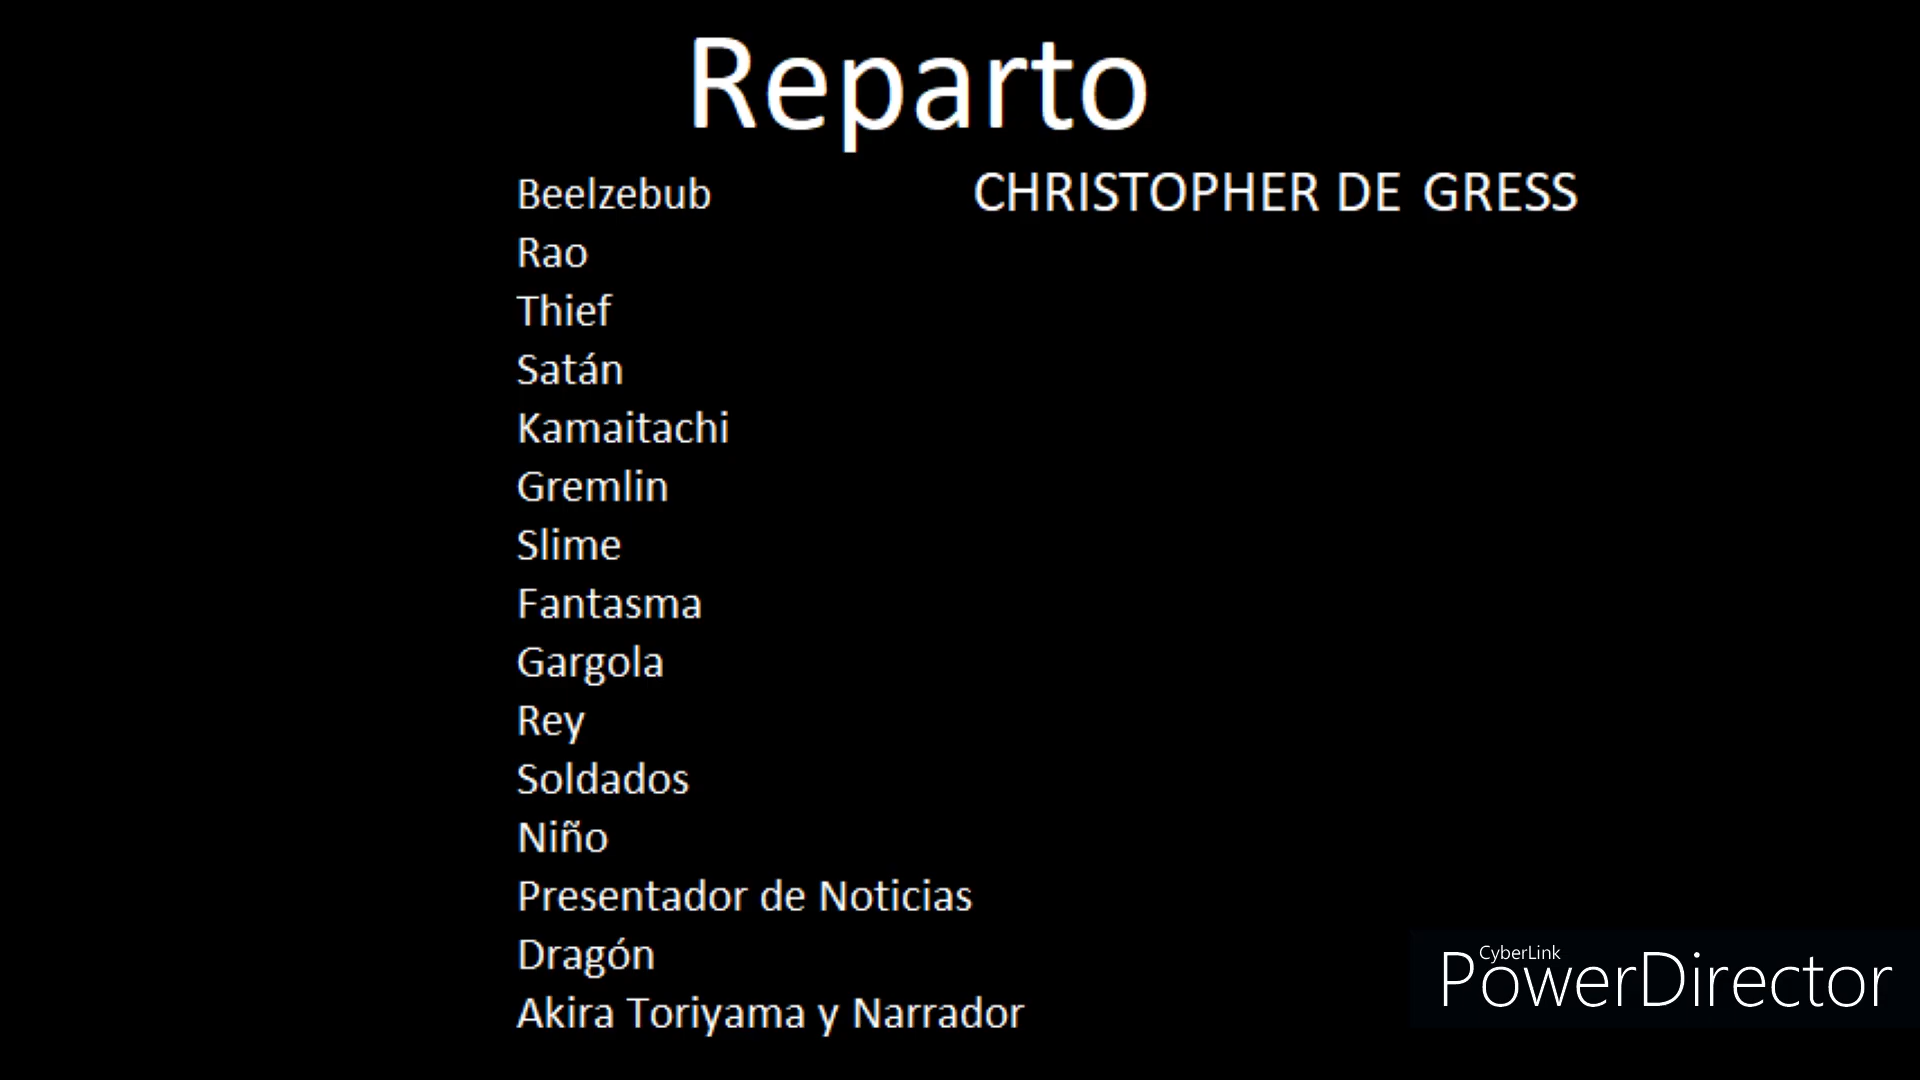 Reparto
Beelzebub CHRISTOPHER DE GRESS
Rao
Thief
Satán
Kamaitachi
Gremlin
Slime
Fantasma
Gargola
Rey
Soldados
Niño
Presentador de Noticias
Dragón
Akira Toriyama y Narrador
CyberLink
PowerDirector